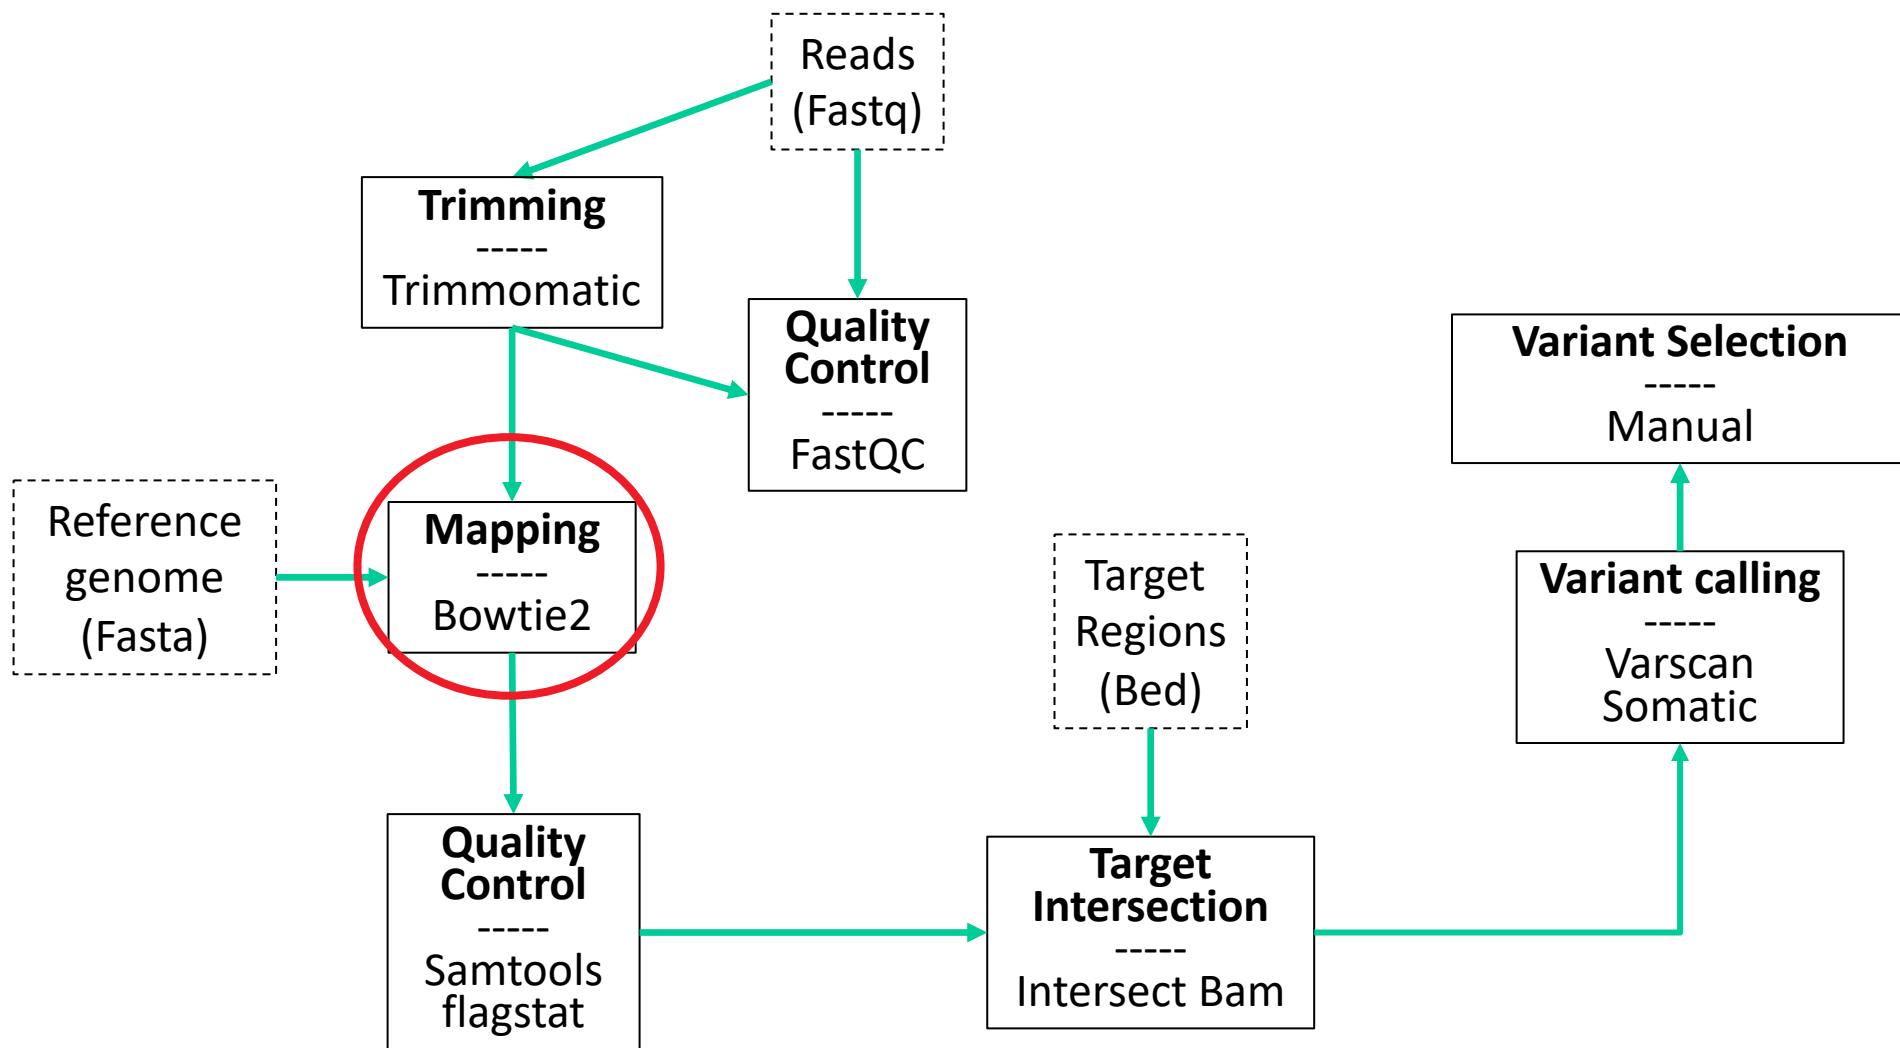 Reads
(Fastq)
Trimming
-----
Trimmomatic
Quality
Control
-----
FastQC
Reference
genome
(Fasta)
Mapping
-----
Bowtie2
Quality
Control
-----
Samtools
flagstat
Target
Regions
(Bed)
Target
Intersection
-----
Intersect Bam
Variant calling
-----
Varscan
Somatic
Variant Selection
-----
Manual